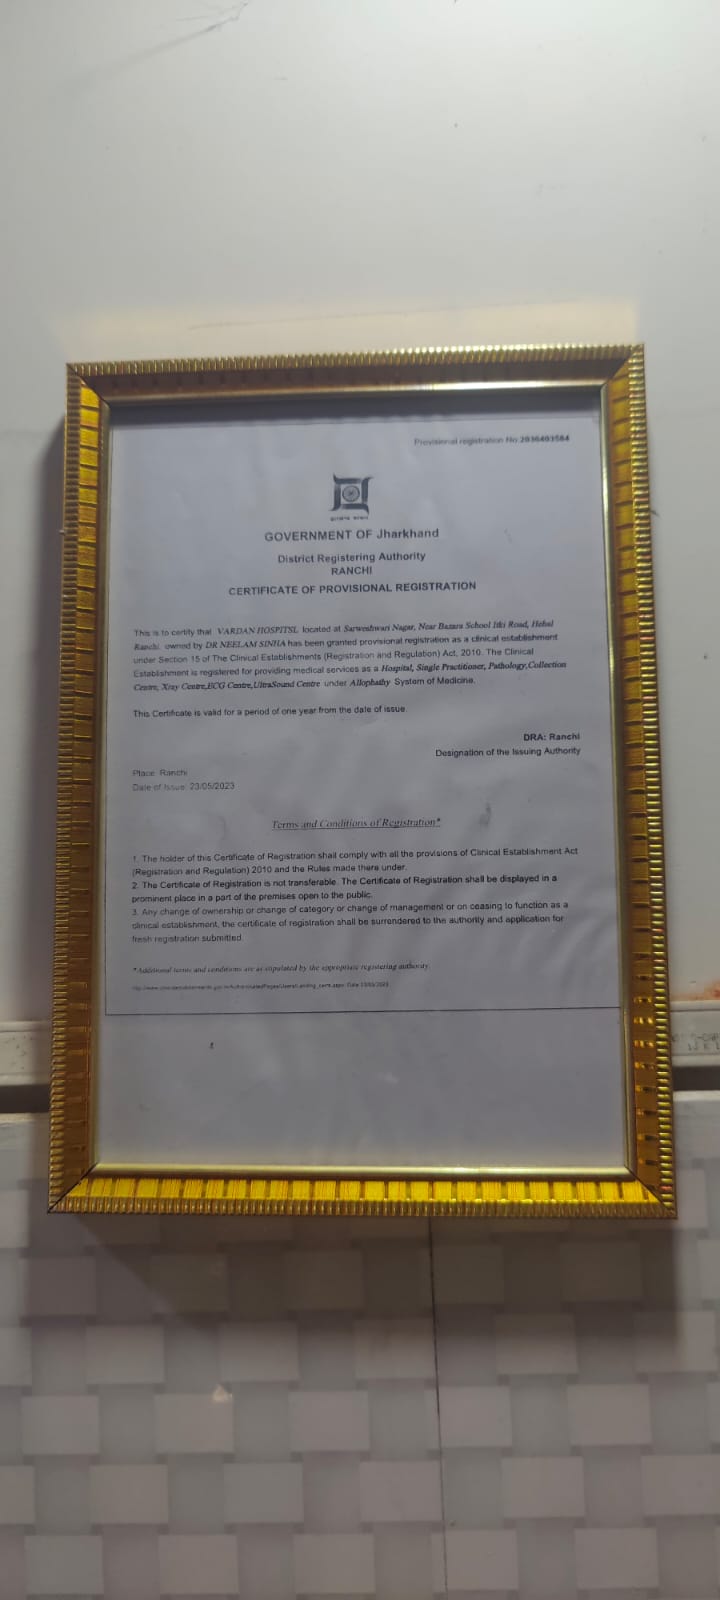 Provisional registration No 2036403504
GOVERNMENT OF Jharkhand
District Registering Authority
RANCHI
CERTIFICATE OF PROVISIONAL REGISTRATION
This is to certify that VARDAN HOSPITSL located at Sarweshwari Nagar, Near Bazara School Itki Road, Hehal
Ranchi owned by DR NEELAM SINHA has been granted provisional registration as a clinical establishment
under Section 15 of The Clinical Establishments (Registration and Regulation) Act, 2010. The Clinical
Establishment is registered for providing medical services as a Hospital, Single Practitioner, Pathology,Collection
Centre, Xray Centre,ECG Centre,UltraSound Centre under Allophathy System of Medicine.
This Certificate is valid for a period of one year from the date of issue.
DRA: Ranchi
Designation of the Issuing Authority
Place: Ranchi
Date of Issue: 23/05/2023
Terms and Conditions of Registration*
1. The holder of this Certificate of Registration shall comply with all the provisions of Clinical Establishment Act
(Registration and Regulation) 2010 and the Rules made there under.
2. The Certificate of Registration is not transferable. The Certificate of Registration shall be displayed in a
prominent place in a part of the premises open to the public.
3. Any change of ownership or change of category or change of management or on ceasing to function as a
clinical establishment, the certificate of registration shall be surrendered to the authority and application for
fresh registration submitted.
*Additional terms and conditions are as stipulated by the appropriate registering authority.